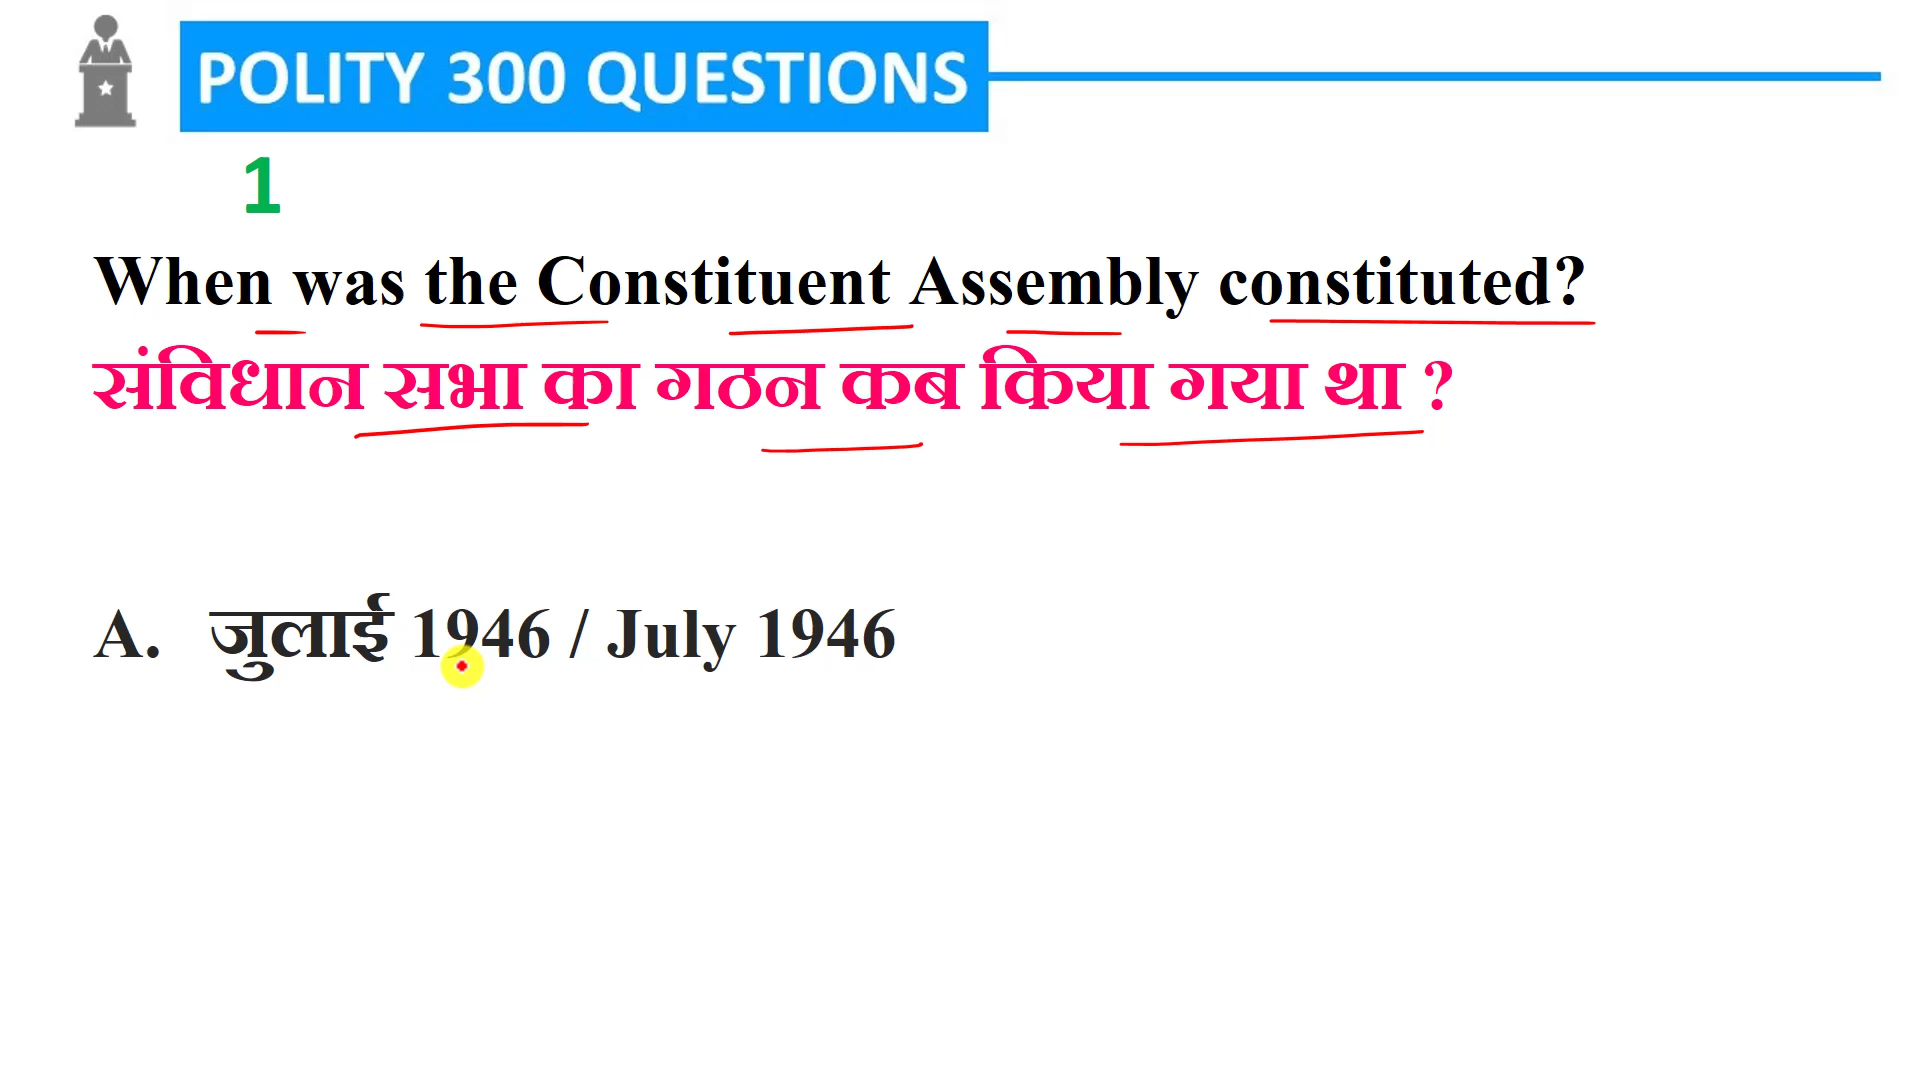 POLITY 300 QUESTIONS
1
When was the Constituent Assembly constituted?
संविधान सभा का गठन कब किया गया था ?
A. जुलाई 1946 / July 1946